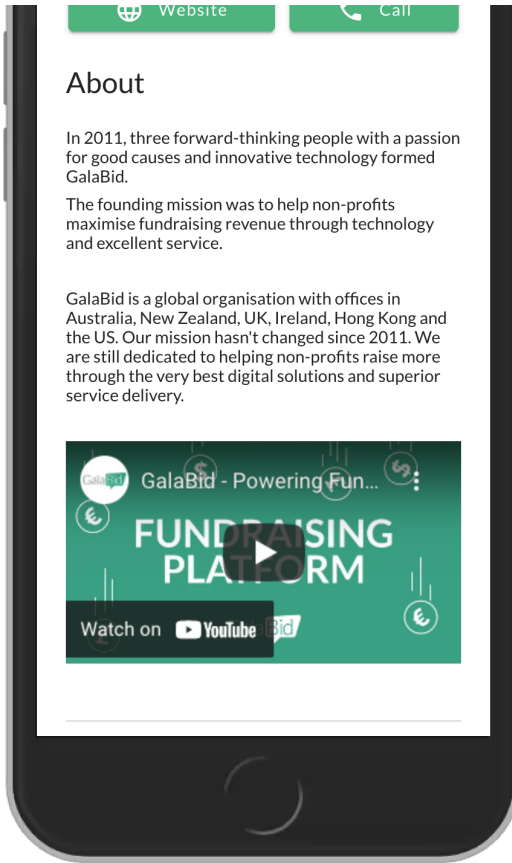 Website Call
About
In 2011, three forward-thinking people with a passion
for good causes and innovative technology formed
GalaBid.
The founding mission was to help non-profits
maximise fundraising revenue through technology
and excellent service.
GalaBid is a global organisation with offices in
Australia, New Zealand, UK, Ireland, Hong Kong and
the US. Our mission hasn't changed since 2011. We
are still dedicated to helping non-profits raise more
through the very best digital solutions and superior
service delivery.
GalaBid GalaBid - Powering Fun...
FUNDRAISING
PLATFORM
Watch on YouTube Bid